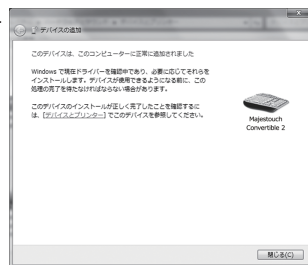 デバイスの追加
このデバイスは、このコンピューターに正常に追加されました
Windows で現在ドライバーを確認中であり、必要に応じてそれらを
インストールします。デバイスが使用できるようになる前に、この
処理の完了を待たなければならない場合があります。
このデバイスのインストールが正しく完了したことを確認するに
は、[デバイスとプリンター] でこのデバイスを参照してください。
Majestouch
Convertible 2
閉じる(C)